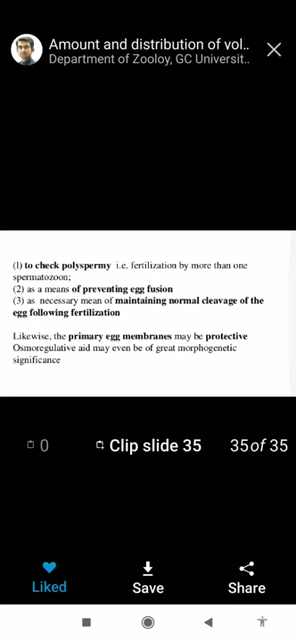 Amount and distribution of vol..
Department of Zooloy, GC Universit..
(1) to check polyspermy i.e. fertilization by more than one
spermatozoon;
(2) as a means of preventing egg fusion
(3) as necessary mean of maintaining normal cleavage of the
egg following fertilization
Likewise, the primary egg membranes may be protective
Osmoregulative aid may even be of great morphogenetic
significance
0
Clip slide 35
35 of 35
Liked
Save
Share